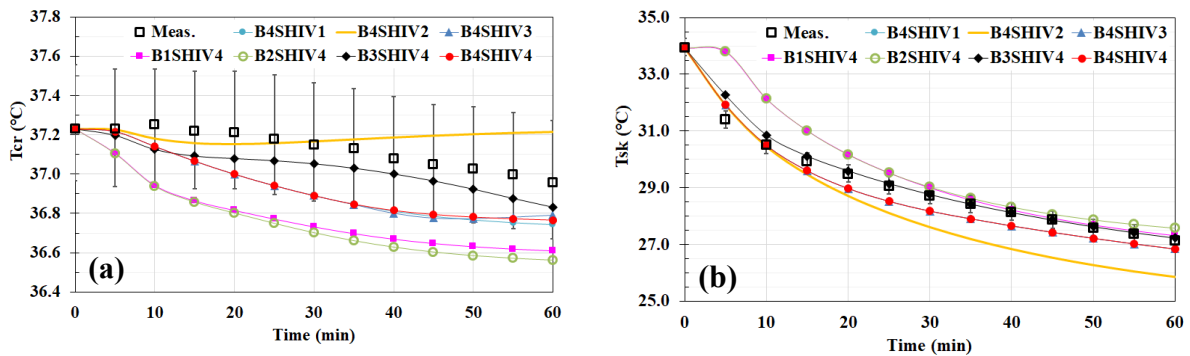 37.8
37.6
37.4
37.2
37.0
36.8
36.6
36.4
Tcr (°C)
Meas. B4SHIV1 B4SHIV2 B4SHIV3
B1SHIV4 B2SHIV4 B3SHIV4 B4SHIV4
(a)
0 10 20 30 40 50 60
Time (min)
35.0
33.0
31.0
29.0
27.0
25.0
Tsk (°C)
Meas. B4SHIV1 B4SHIV2 B4SHIV3
B1SHIV4 B2SHIV4 B3SHIV4 B4SHIV4
(b)
0 10 20 30 40 50 60
Time (min)